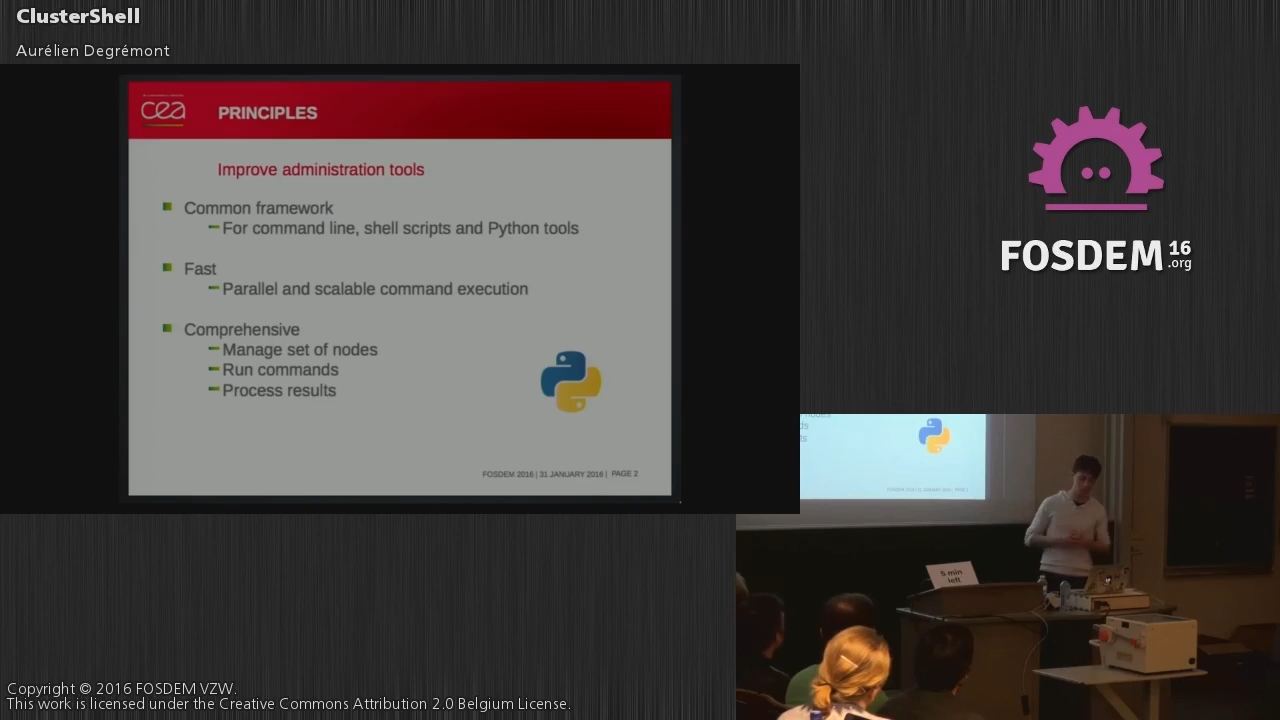 ClusterShell
Aurélien Degrémont
cea
PRINCIPLES
Improve administration tools
Common framework
For command line, shell scripts and Python tools
Fast
Parallel and scalable command execution
Comprehensive
Manage set of nodes
Run commands
Process results
FOSDEM 2016 | 31 JANUARY 2016 | PAGE 2
FOSDEM 16
.org
5 min
left
Copyright © 2016 FOSDEM VZW.
This work is licensed under the Creative Commons Attribution 2.0 Belgium License.